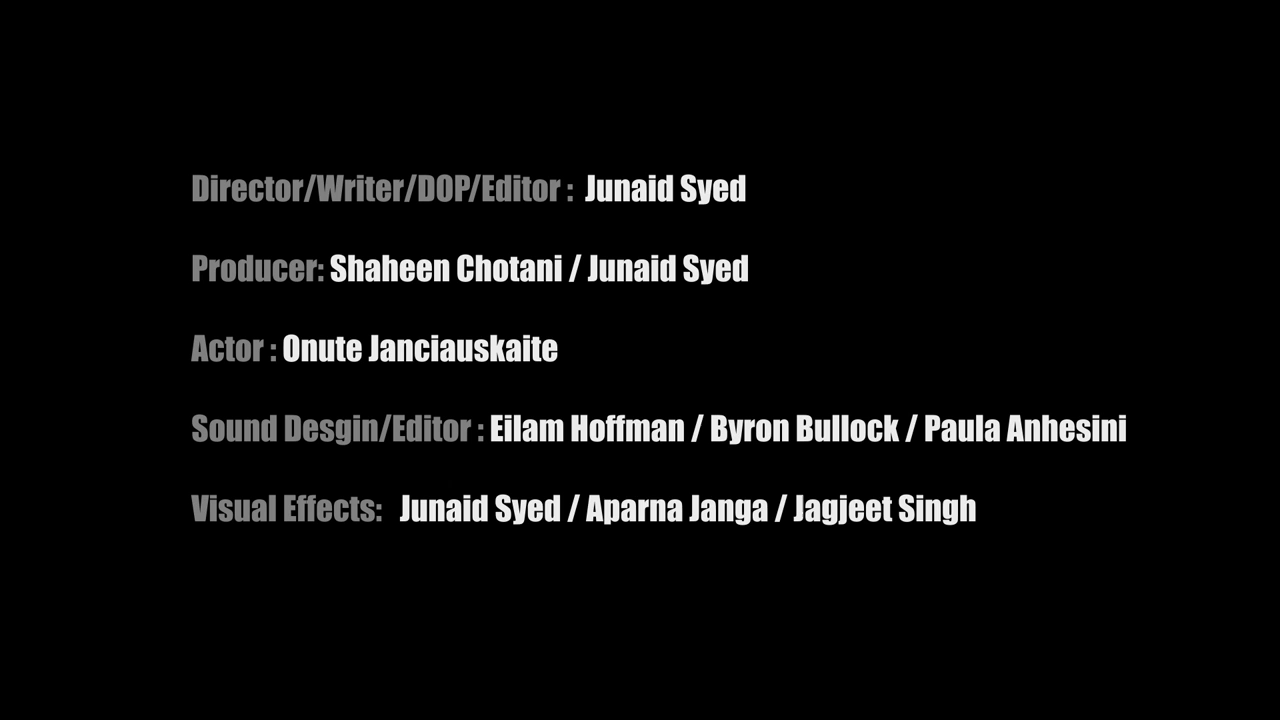 Director/Writer/DOP/Editor : Junaid Syed
Producer: Shaheen Chotani / Junaid Syed
Actor : Onute Janciauskaite
Sound Desgin/Editor : Eilam Hoffman / Byron Bullock / Paula Anhesini
Visual Effects: Junaid Syed / Aparna Janga / Jagjeet Singh